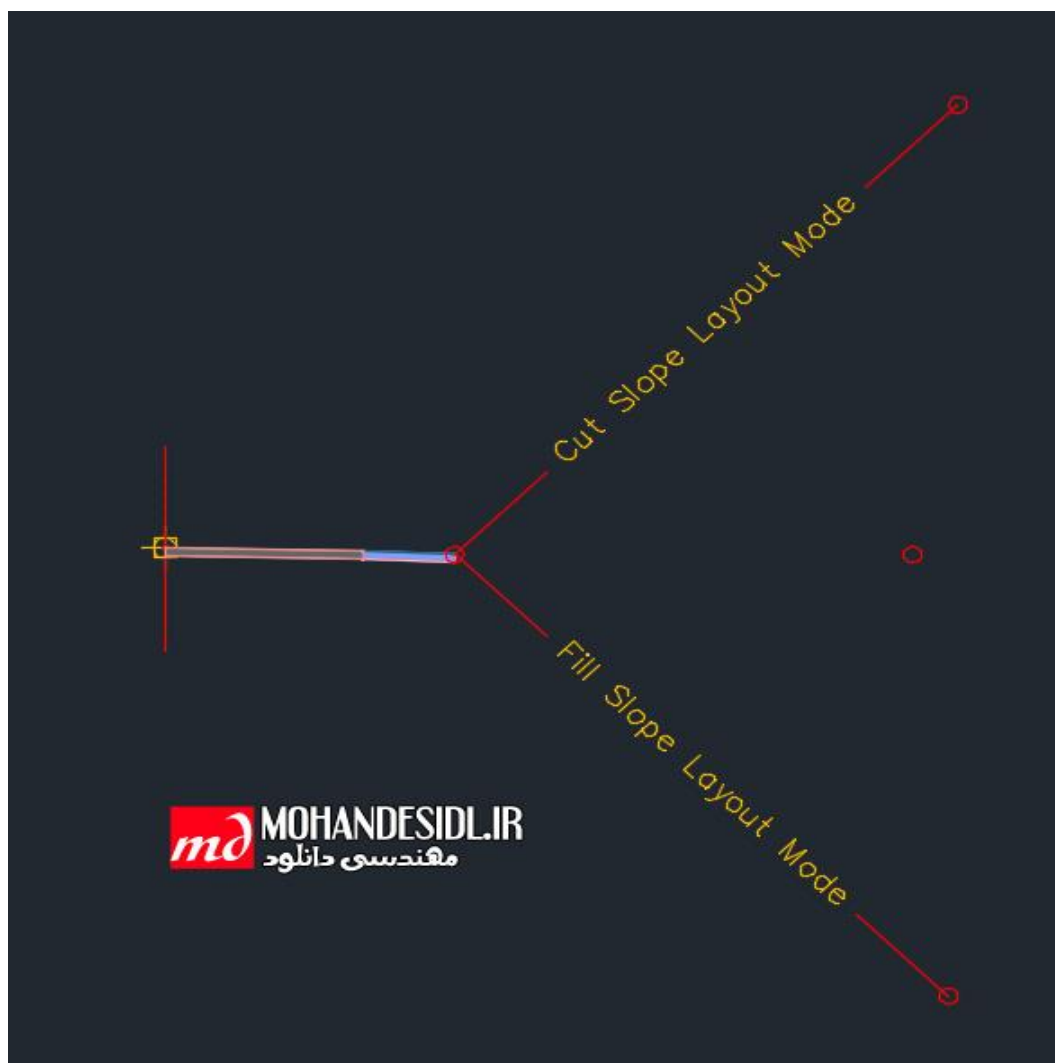 Cut Slope Layout Mode
Fill Slope Layout Mode
md MOHANDESIDL.IR
مهندسی دانلود